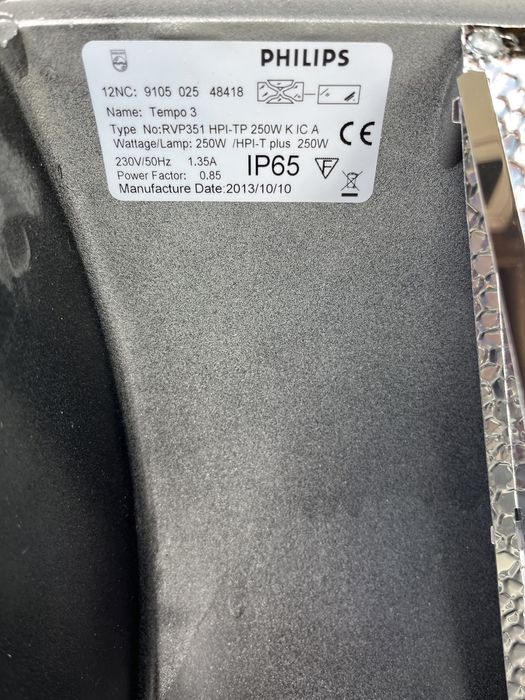 PHILIPS
12NC: 9105 025 48418
Name: Tempo 3
Type No:RVP351 HPI-TP 250W K IC A
Wattage/Lamp: 250W /HPI-T plus 250W
CE
230V/50Hz 1.35A
IP65
F
Power Factor: 0.85
Manufacture Date:2013/10/10